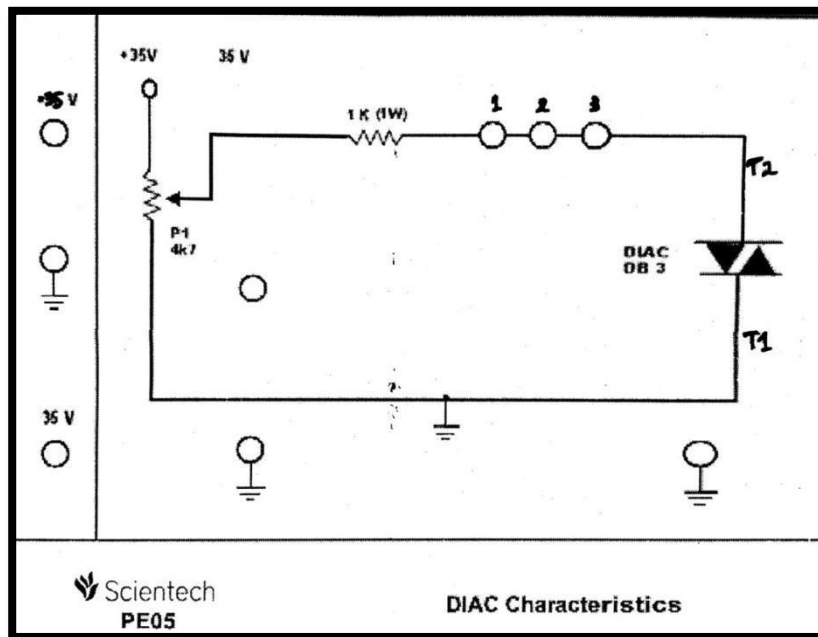 +35V 35 V
+35 V
1 K (1W)
1 2 3
T2
P1
4k7
DIAC
DB 3
T1
35 V
Scientech
PE05
DIAC Characteristics